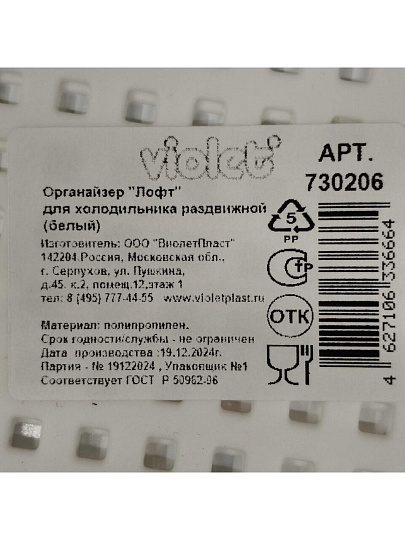 violet
АРТ.
730206
Органайзер "Лофт"
для холодильника раздвижной
(белый)
Изготовитель: ООО "ВиолетПласт"
142204.Россия, Московская обл.,
г. Серпухов, ул. Пушкина,
д.45. к.2, помещ.12,этаж 1
тел: 8 (495) 777-44-55 www.violetplast.ru
Материал: полипропилен.
Срок годности/службы - не ограничен
Дата производства :19.12.2024г.
Партия - № 19122024 , Упаковщик №1
Соответствует ГОСТ Р 50962-96
5
PP
СТР
ОТК
4 627106 336664